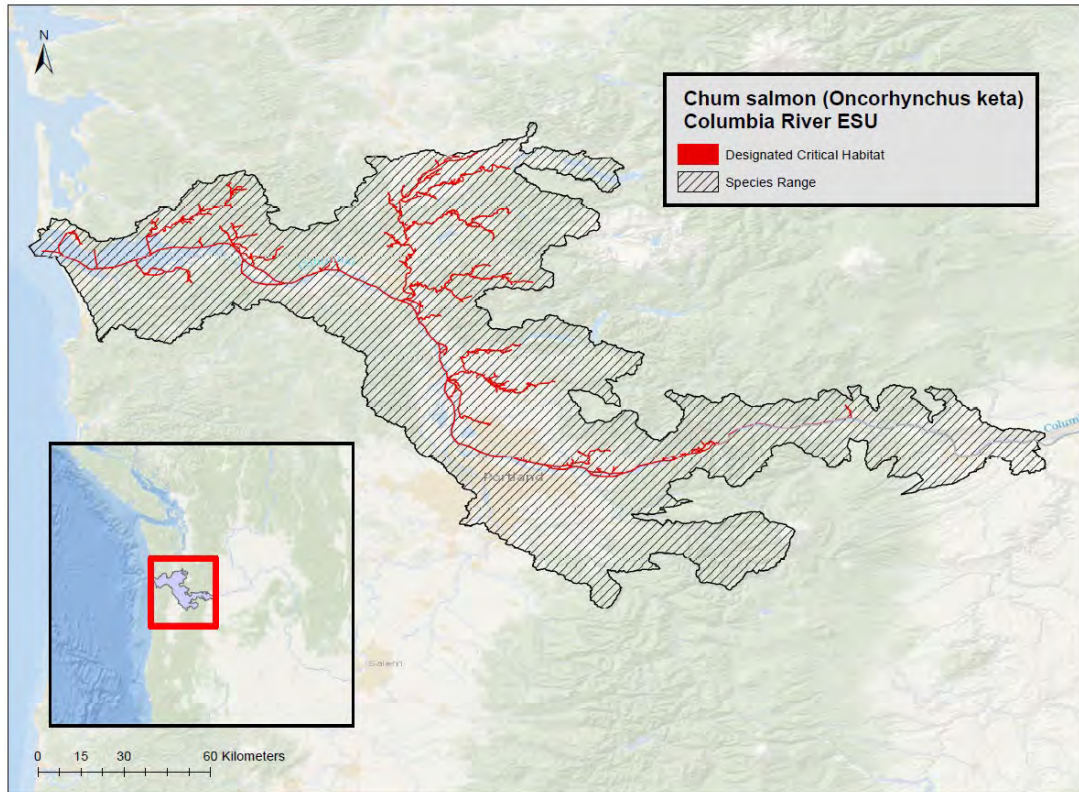 N
Chum salmon (Oncorhynchus keta)
Columbia River ESU
Designated Critical Habitat
Species Range
Colum
Portland
Salem
0 15 30 60 Kilometers